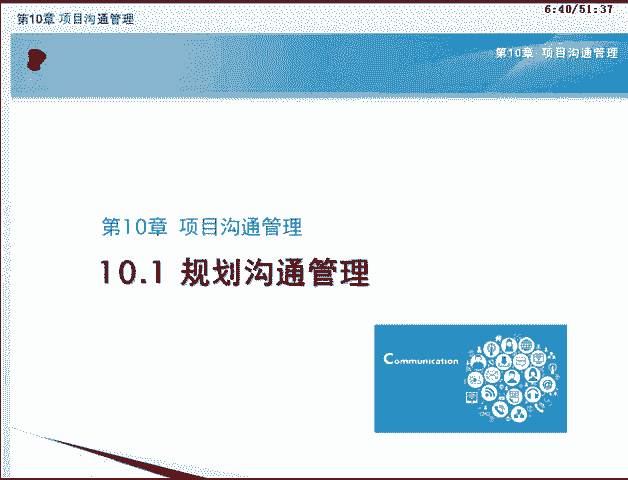 第10章 项目沟通管理
6:40/51:37
第10章 项目沟通管理
第10章 项目沟通管理
10.1 规划沟通管理
Communication